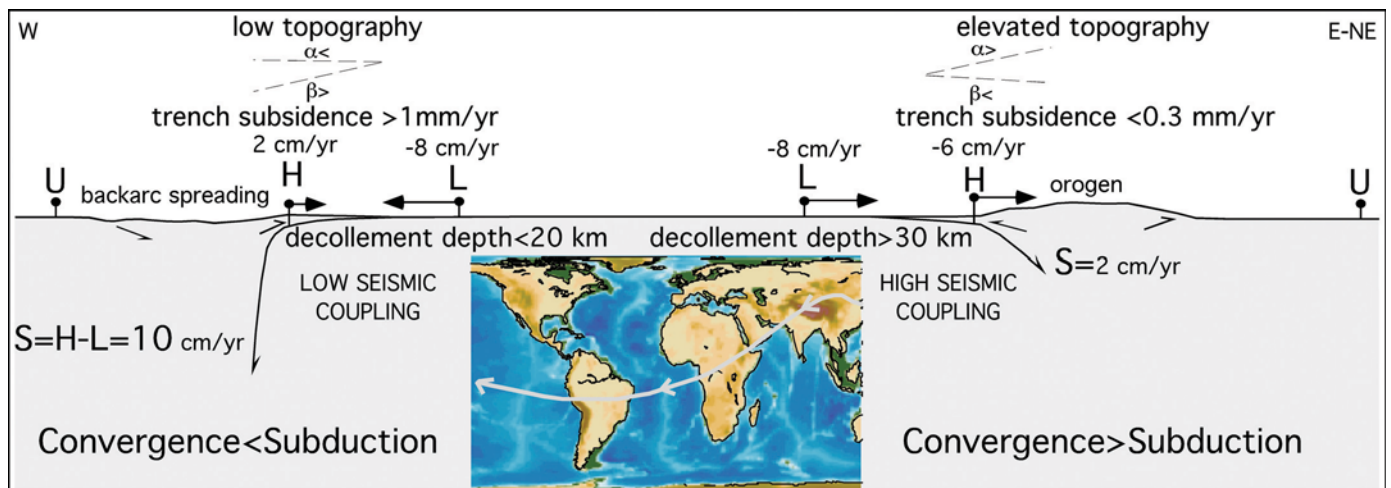 W
low topography
α<
β>
trench subsidence >1mm/yr
2 cm/yr
-8 cm/yr
U
backarc spreading
H
L
decollement depth<20 km
LOW SEISMIC
COUPLING
S=H-L=10 cm/yr
Convergence<Subduction
E-NE
elevated topography
α>
β<
trench subsidence <0.3 mm/yr
-8 cm/yr
-6 cm/yr
L
H
orogen
U
decollement depth>30 km
S=2 cm/yr
HIGH SEISMIC
COUPLING
Convergence>Subduction